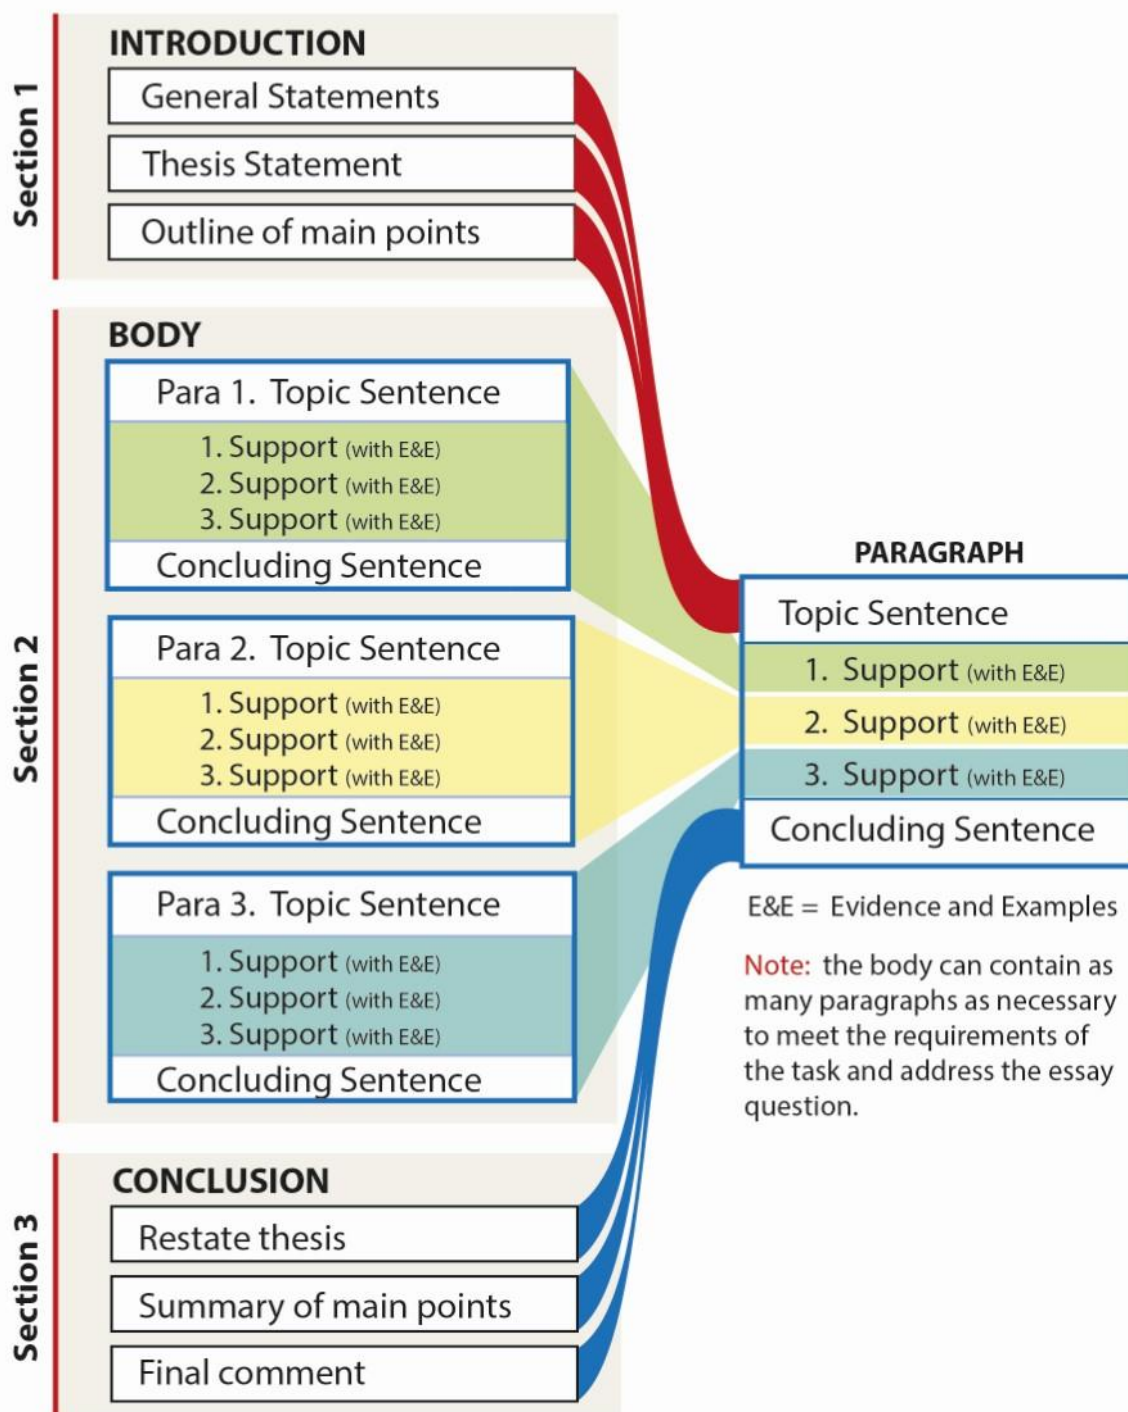 Section 1
INTRODUCTION
General Statements
Thesis Statement
Outline of main points
Section 2
BODY
Para 1. Topic Sentence
1. Support (with E&E)
2. Support (with E&E)
3. Support (with E&E)
Concluding Sentence
Para 2. Topic Sentence
1. Support (with E&E)
2. Support (with E&E)
3. Support (with E&E)
Concluding Sentence
Para 3. Topic Sentence
1. Support (with E&E)
2. Support (with E&E)
3. Support (with E&E)
Concluding Sentence
Section 3
CONCLUSION
Restate thesis
Summary of main points
Final comment
PARAGRAPH
Topic Sentence
1. Support (with E&E)
2. Support (with E&E)
3. Support (with E&E)
Concluding Sentence
E&E = Evidence and Examples
Note: the body can contain as
many paragraphs as necessary
to meet the requirements of
the task and address the essay
question.